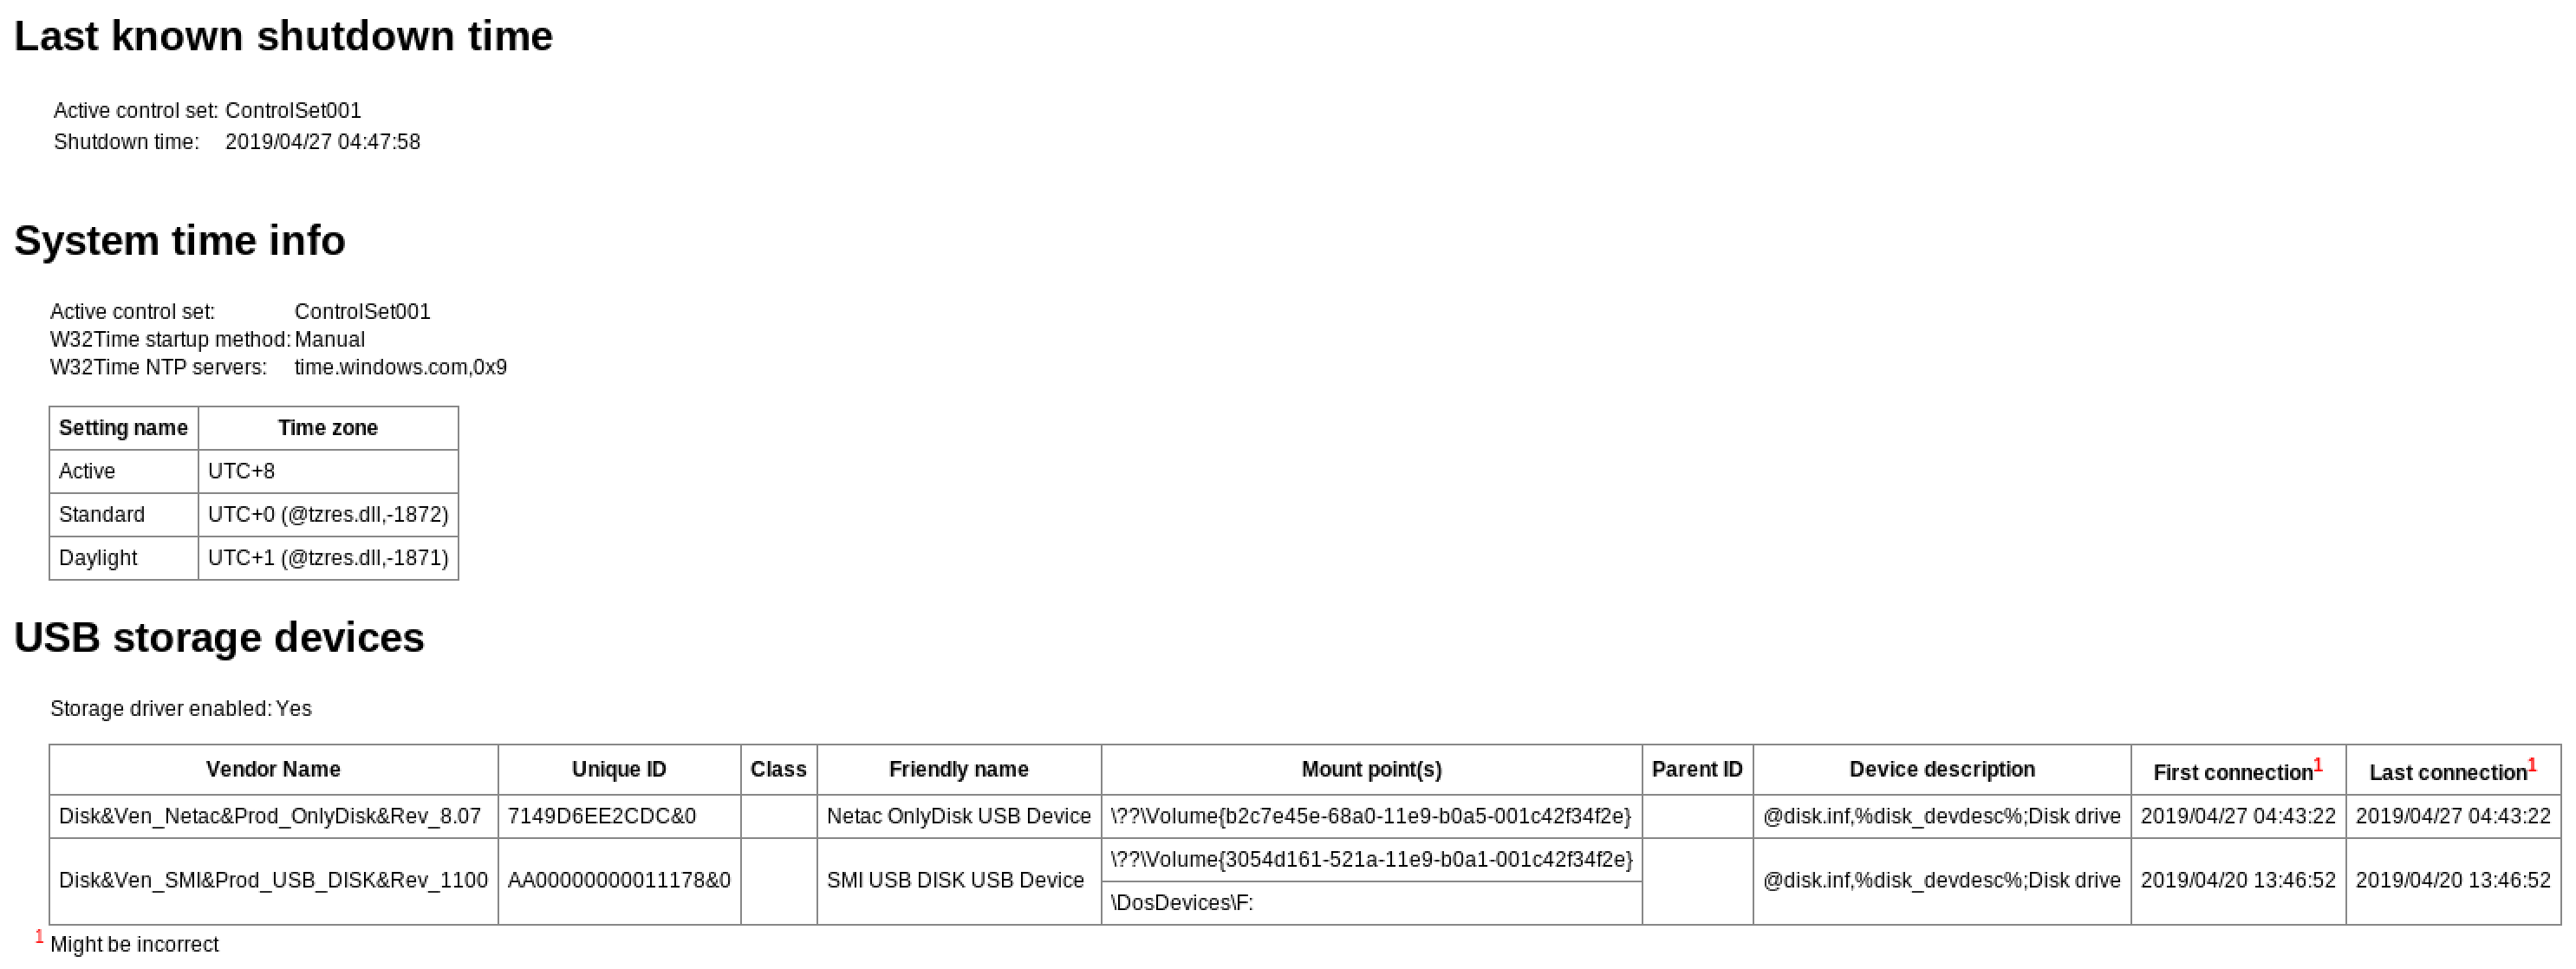 Last known shutdown time
Active control set: ControlSet001
Shutdown time: 2019/04/27 04:47:58
System time info
Active control set: ControlSet001
W32Time startup method: Manual
W32Time NTP servers: time.windows.com,0x9
Setting name Time zone
Active UTC+8
Standard UTC+0 (@tzres.dll,-1872)
Daylight UTC+1 (@tzres.dll,-1871)
USB storage devices
Storage driver enabled: Yes
Vendor Name Unique ID Class Friendly name Mount point(s) Parent ID Device description First connection1 Last connection1
Disk&Ven_Netac&Prod_OnlyDisk&Rev_8.07 7149D6EE2CDC&0 Netac OnlyDisk USB Device \??\Volume{b2c7e45e-68a0-11e9-b0a5-001c42f34f2e} @disk.inf,%disk_devdesc%;Disk drive 2019/04/27 04:43:22 2019/04/27 04:43:22
Disk&Ven_SMI&Prod_USB_DISK&Rev_1100 AA00000000011178&0 SMI USB DISK USB Device \??\Volume{3054d161-521a-11e9-b0a1-001c42f34f2e} @disk.inf,%disk_devdesc%;Disk drive 2019/04/20 13:46:52 2019/04/20 13:46:52
\DosDevices\F:
1 Might be incorrect